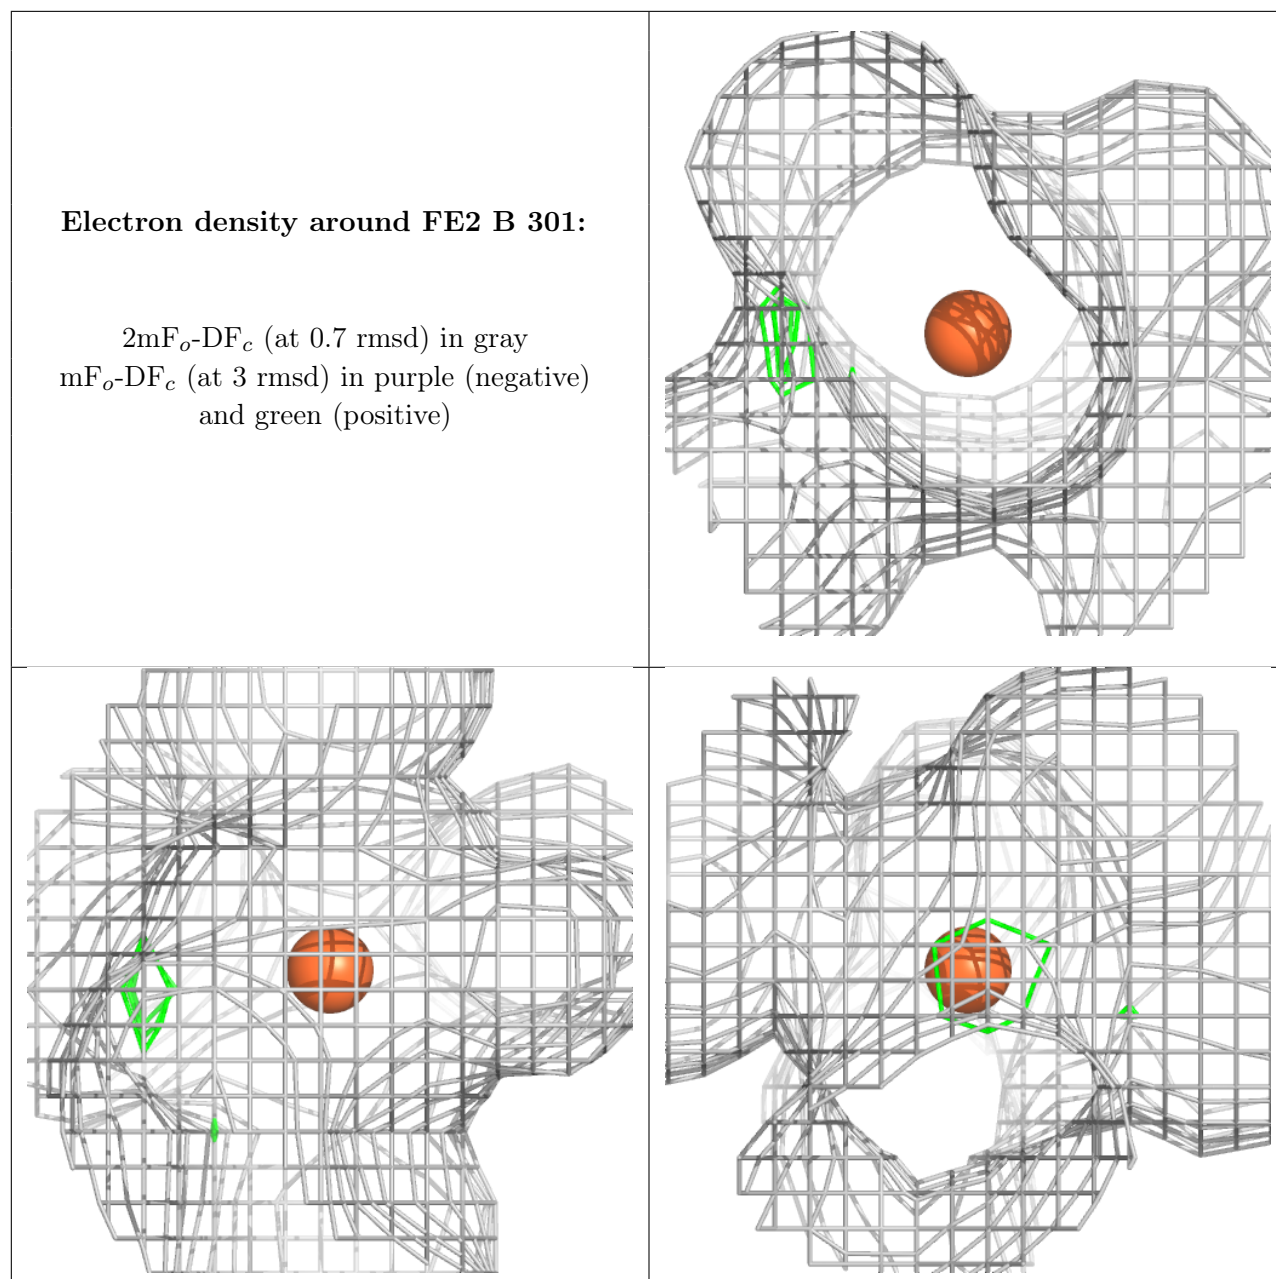 Electron density around FE2 B 301:
2mFₒ-DF𝒸 (at 0.7 rmsd) in gray
mFₒ-DF𝒸 (at 3 rmsd) in purple (negative)
and green (positive)